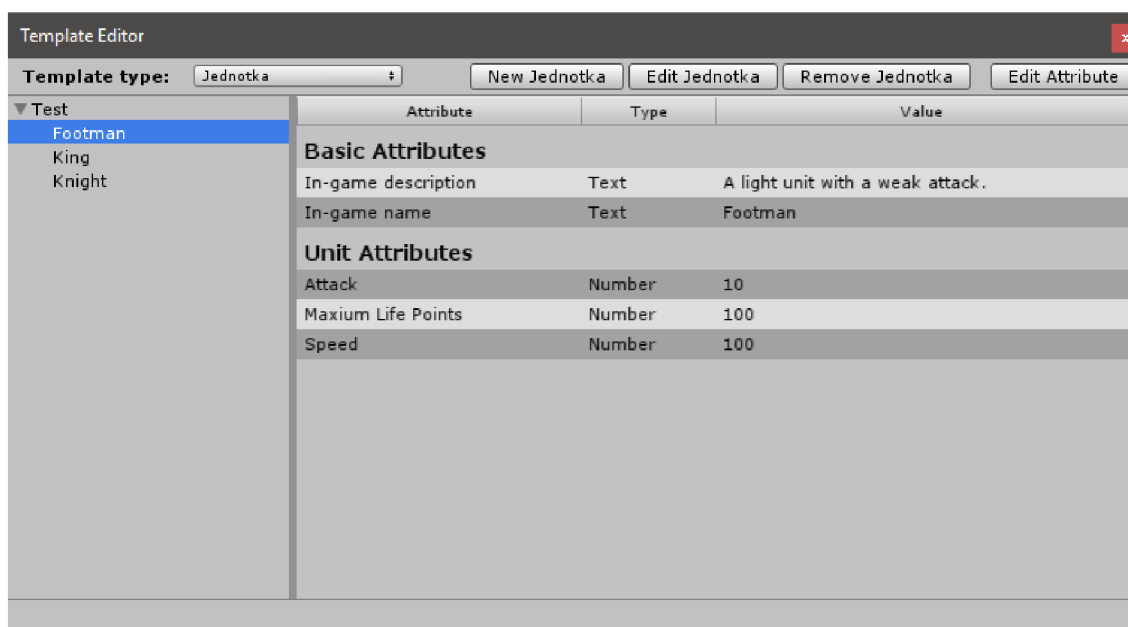 Template Editor
Template type: Jednotka New Jednotka Edit Jednotka Remove Jednotka Edit Attribute
Test
Footman
King
Knight
Attribute Type Value
Basic Attributes
In-game description Text A light unit with a weak attack.
In-game name Text Footman
Unit Attributes
Attack Number 10
Maxium Life Points Number 100
Speed Number 100